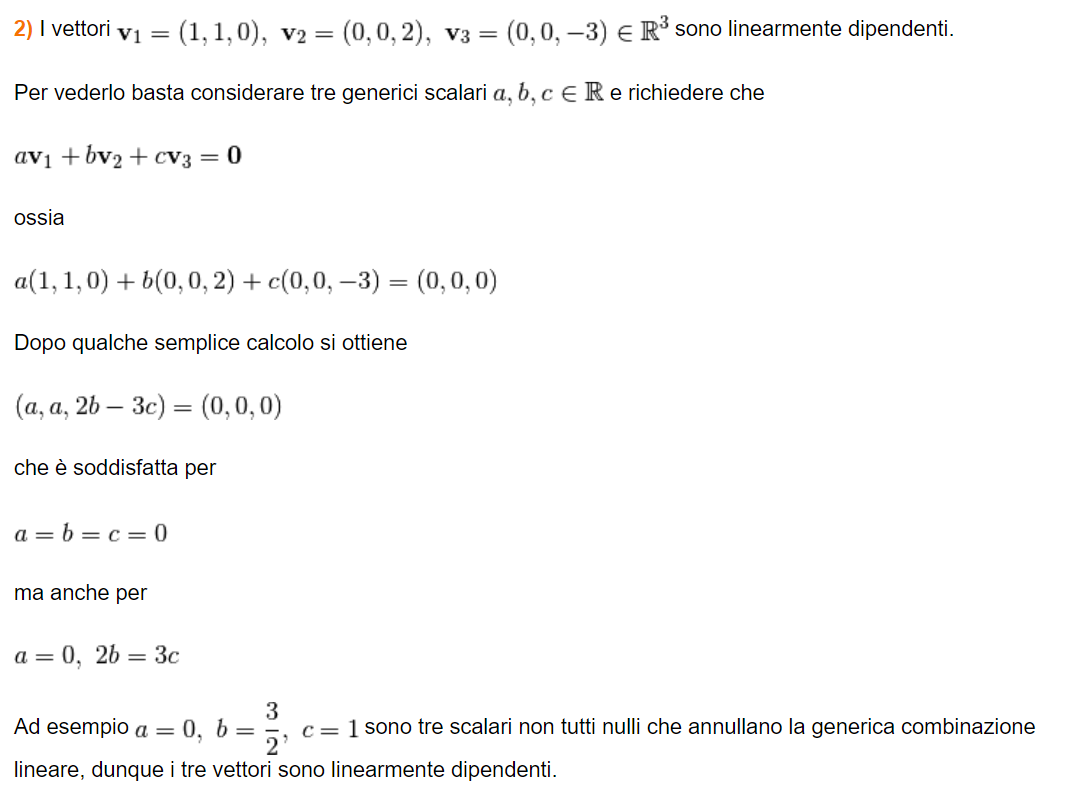 2) I vettori v₁ = (1, 1, 0), v₂ = (0, 0, 2), v₃ = (0, 0, −3) ∈ ℝ³ sono linearmente dipendenti.
Per vederlo basta considerare tre generici scalari a, b, c ∈ ℝ e richiedere che
av₁ + bv₂ + cv₃ = 0
ossia
a(1, 1, 0) + b(0, 0, 2) + c(0, 0, −3) = (0, 0, 0)
Dopo qualche semplice calcolo si ottiene
(a, a, 2b − 3c) = (0, 0, 0)
che è soddisfatta per
a = b = c = 0
ma anche per
a = 0, 2b = 3c
Ad esempio a = 0, b = 3/2, c = 1 sono tre scalari non tutti nulli che annullano la generica combinazione
lineare, dunque i tre vettori sono linearmente dipendenti.